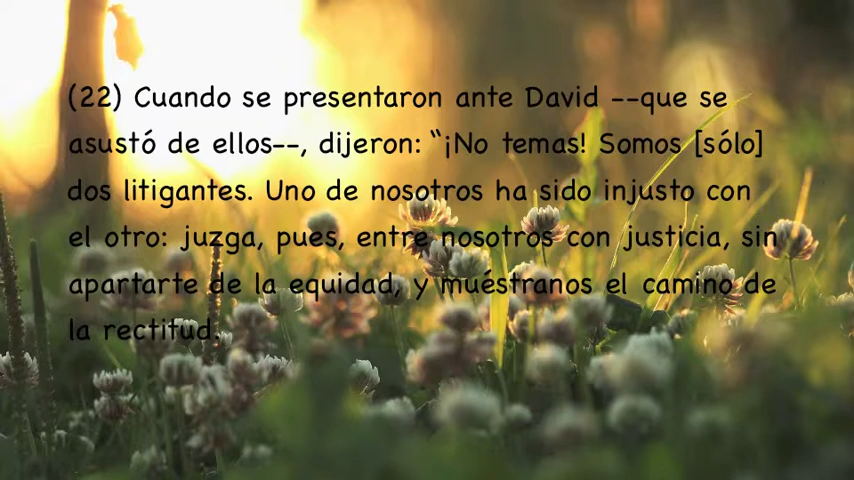 (22) Cuando se presentaron ante David --que se
asustó de ellos--, dijeron: “¡No temas! Somos [sólo]
dos litigantes. Uno de nosotros ha sido injusto con
el otro: juzga, pues, entre nosotros con justicia, sin
apartarte de la equidad, y muéstranos el camino de
la rectitud.